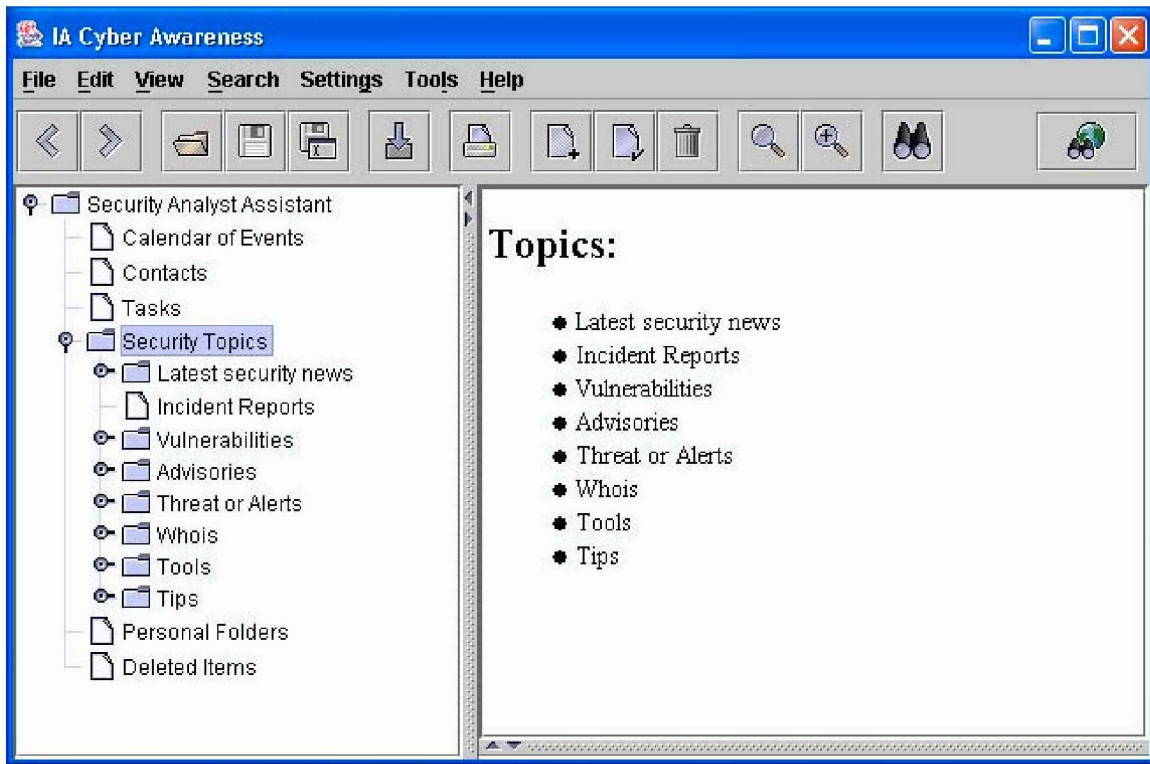 IA Cyber Awareness
File Edit View Search Settings Tools Help
Security Analyst Assistant
Calendar of Events
Contacts
Tasks
Security Topics
Latest security news
Incident Reports
Vulnerabilities
Advisories
Threat or Alerts
Whois
Tools
Tips
Personal Folders
Deleted Items
Topics:
Latest security news
Incident Reports
Vulnerabilities
Advisories
Threat or Alerts
Whois
Tools
Tips